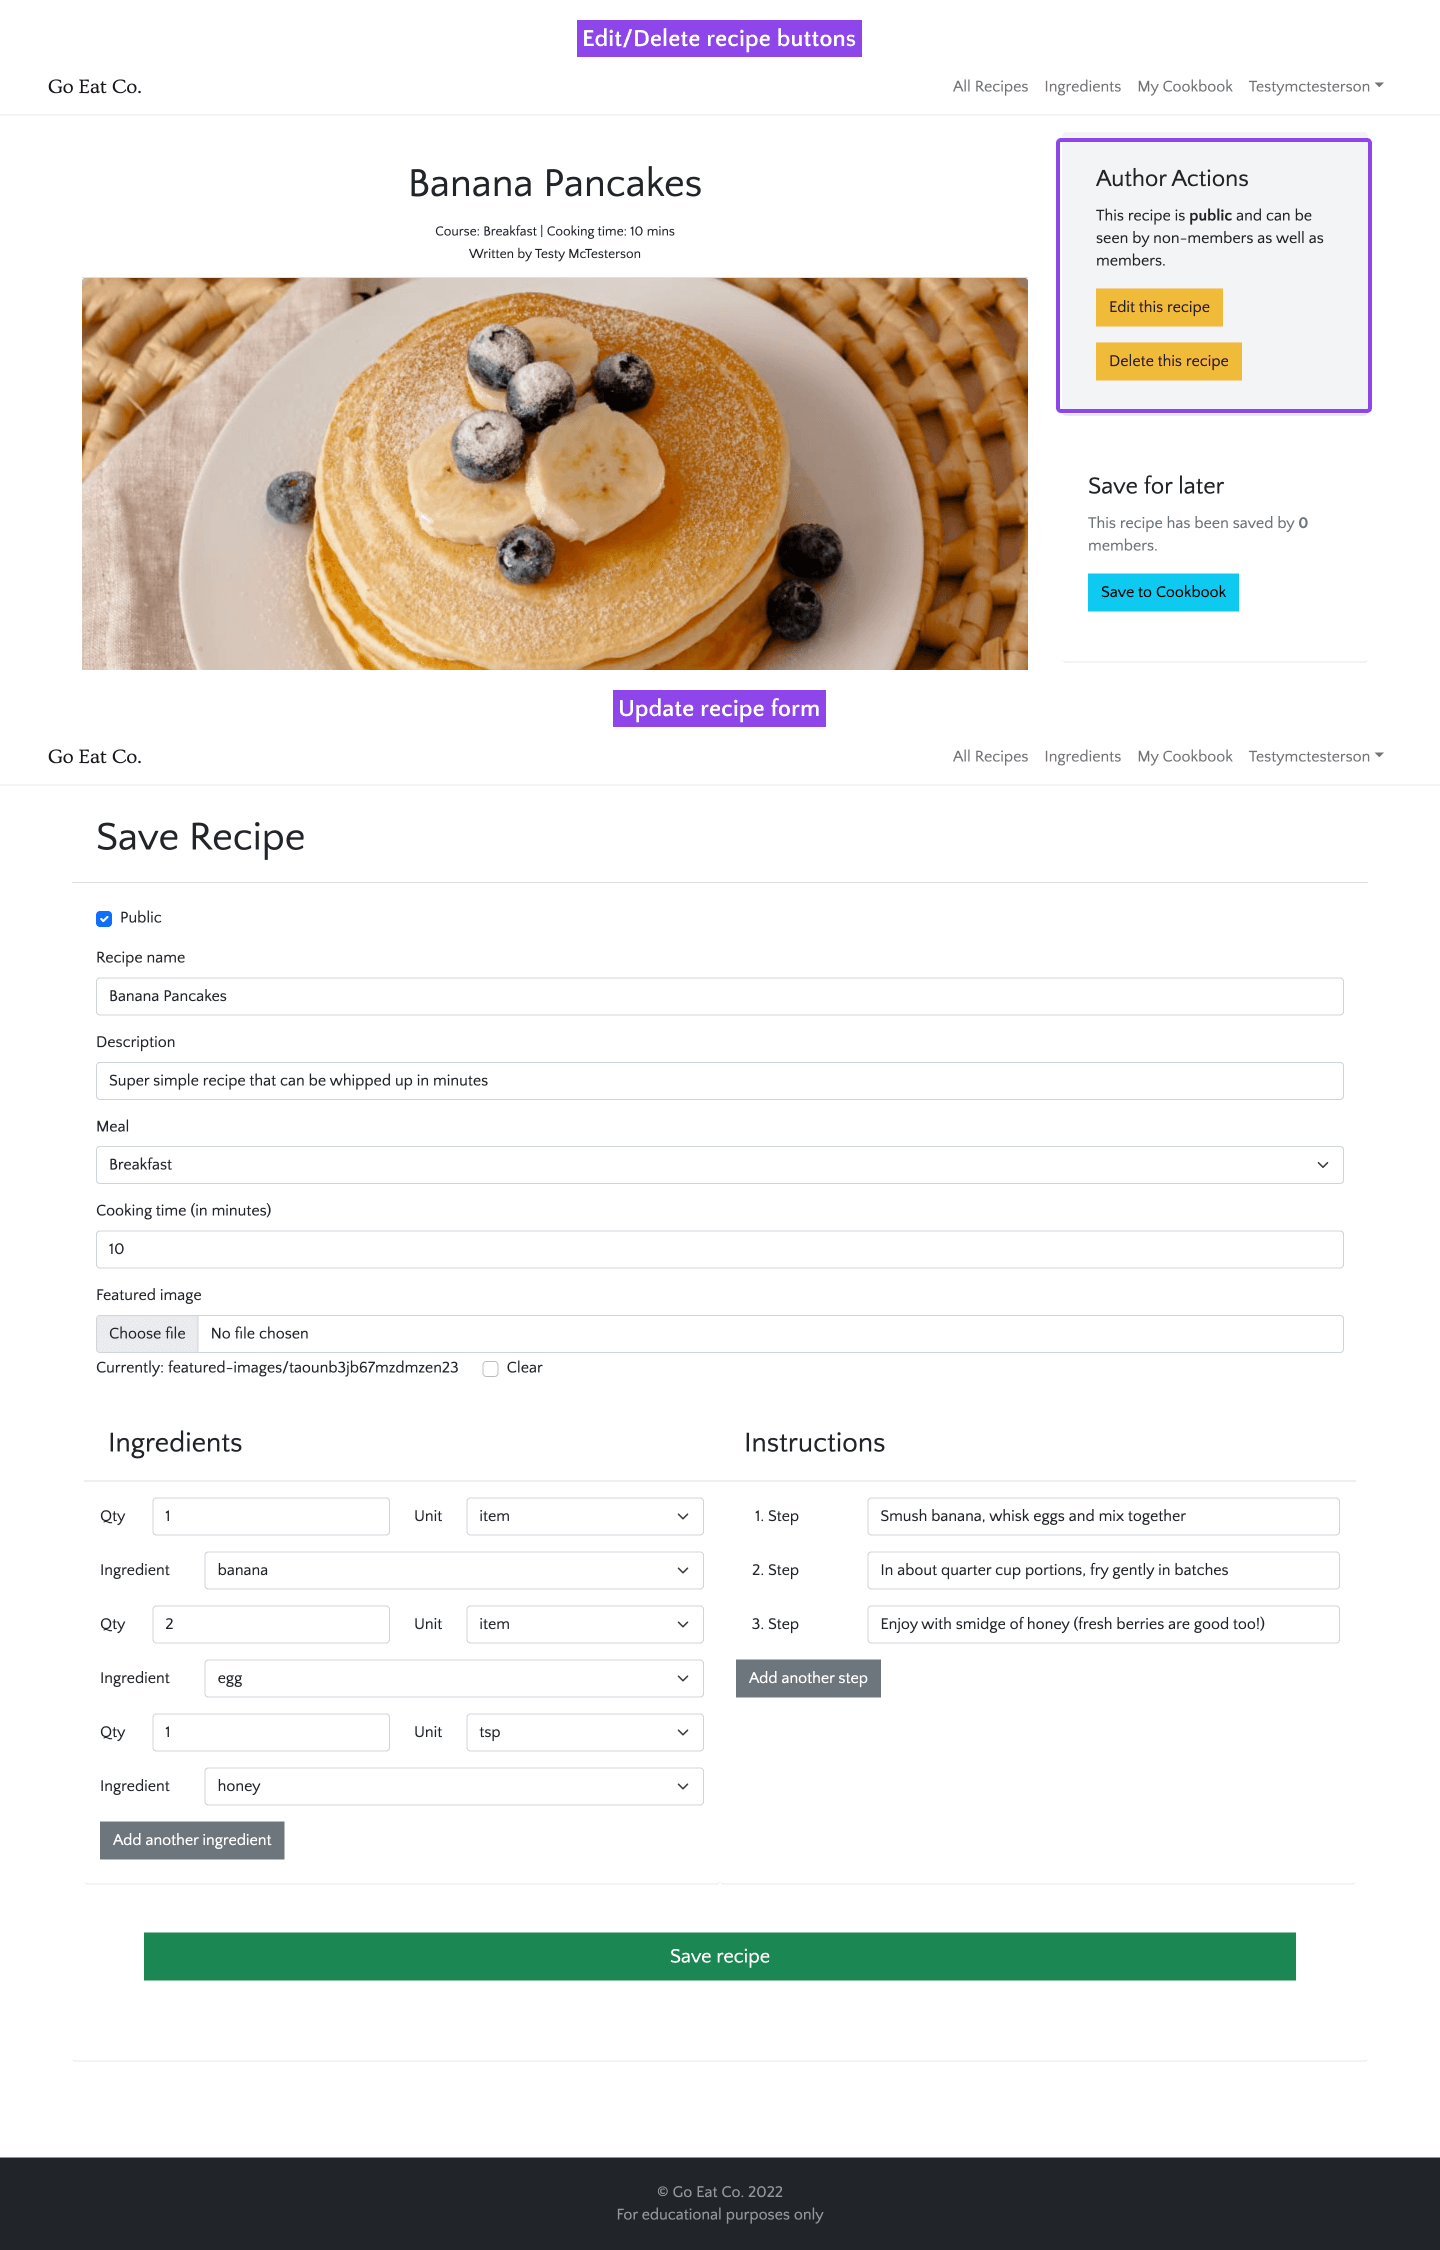 Edit/Delete recipe buttons
Go Eat Co.
All Recipes Ingredients My Cookbook Testymctesterson
Banana Pancakes
Course: Breakfast | Cooking time: 10 mins
Written by Testy McTesterson
Author Actions
This recipe is public and can be
seen by non-members as well as
members.
Edit this recipe
Delete this recipe
Save for later
This recipe has been saved by 0
members.
Save to Cookbook
Update recipe form
Go Eat Co.
All Recipes Ingredients My Cookbook Testymctesterson
Save Recipe
Public
Recipe name
Banana Pancakes
Description
Super simple recipe that can be whipped up in minutes
Meal
Breakfast
Cooking time (in minutes)
10
Featured image
Choose file No file chosen
Currently: featured-images/taounb3jb67mzdmzen23 Clear
Ingredients
Qty 1 Unit item
Ingredient banana
Qty 2 Unit item
Ingredient egg
Qty 1 Unit tsp
Ingredient honey
Add another ingredient
Instructions
1. Step Smush banana, whisk eggs and mix together
2. Step In about quarter cup portions, fry gently in batches
3. Step Enjoy with smidge of honey (fresh berries are good too!)
Add another step
Save recipe
© Go Eat Co. 2022
For educational purposes only